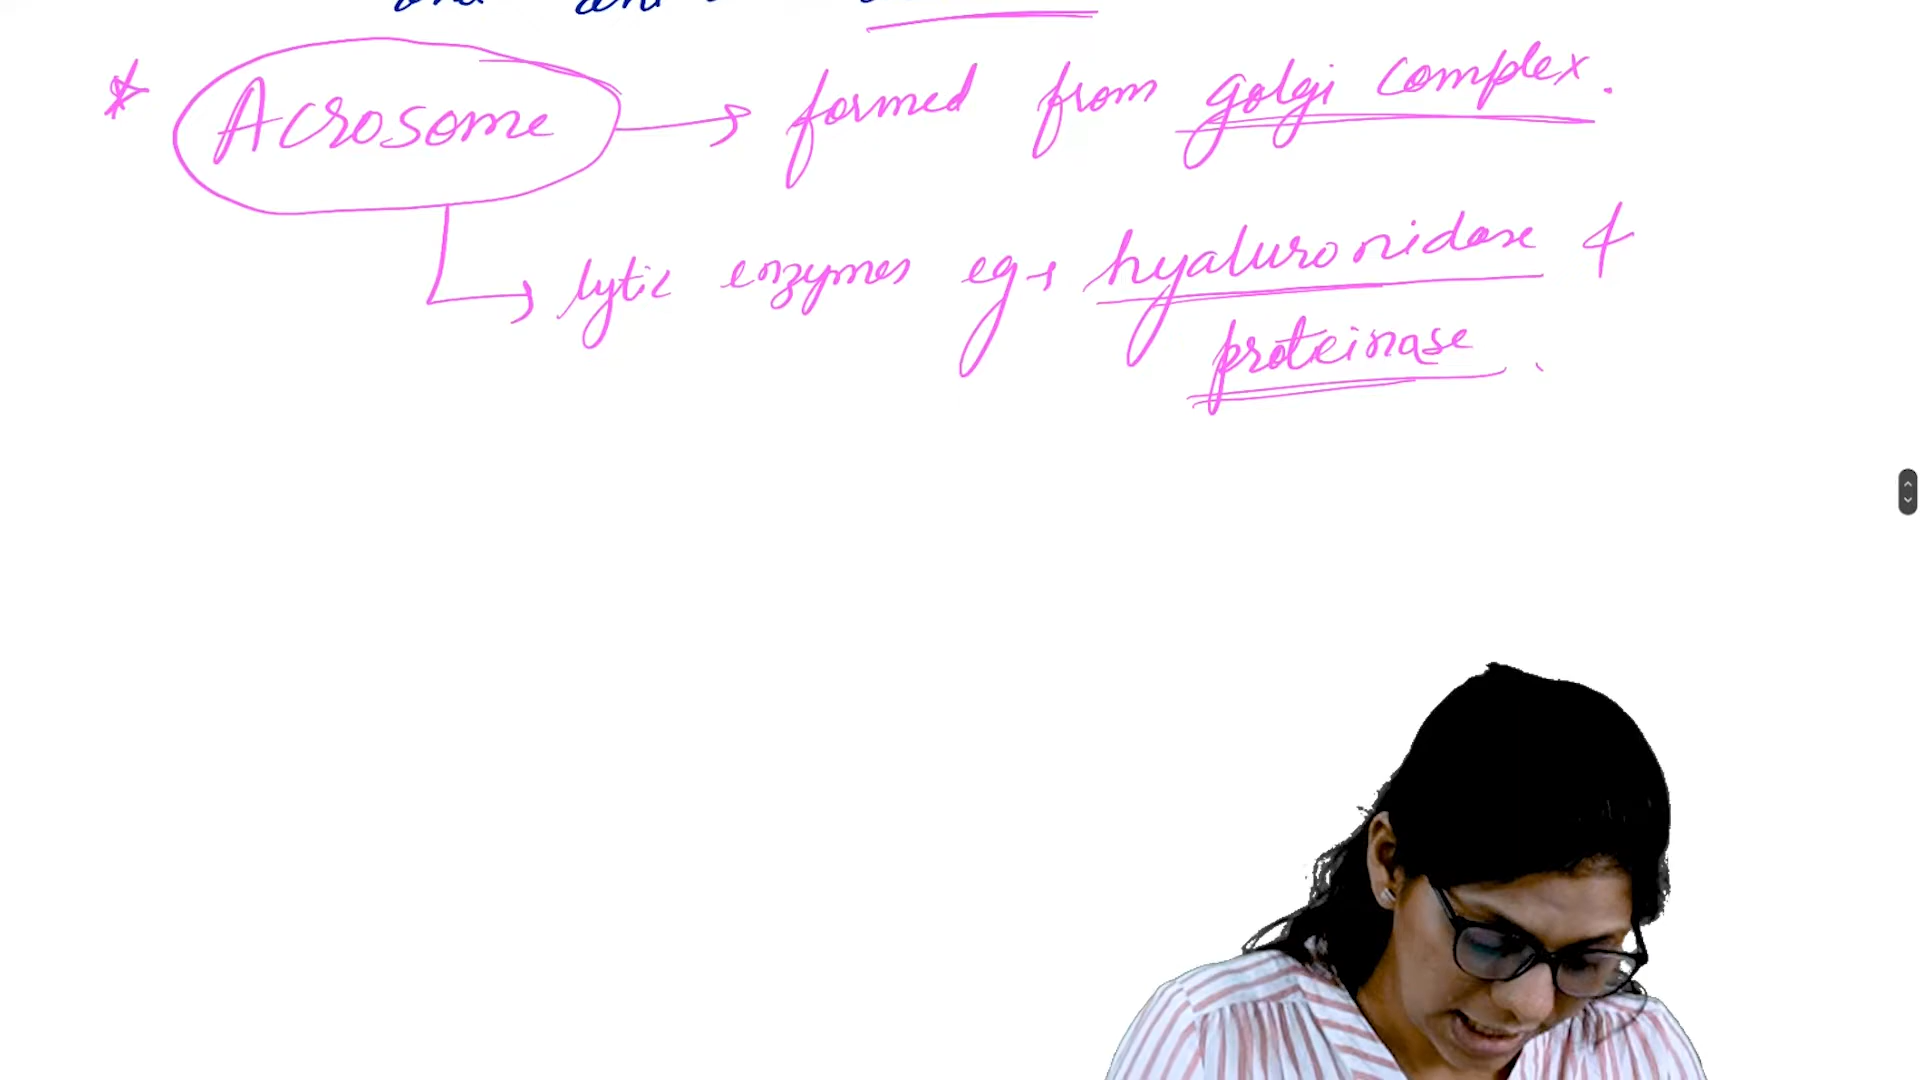 * Acrosome → formed from golgi complex.
→ lytic enzymes eg → hyaluronidase &
proteinase.